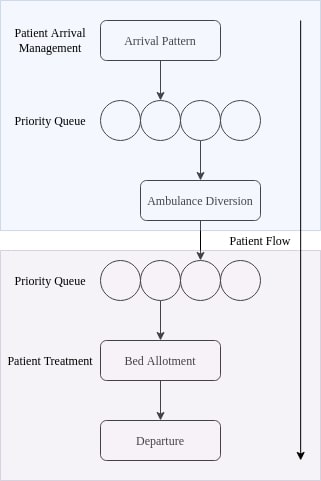 Patient Arrival
Management
Arrival Pattern
Priority Queue
Ambulance Diversion
Patient Flow
Priority Queue
Patient Treatment
Bed Allotment
Departure